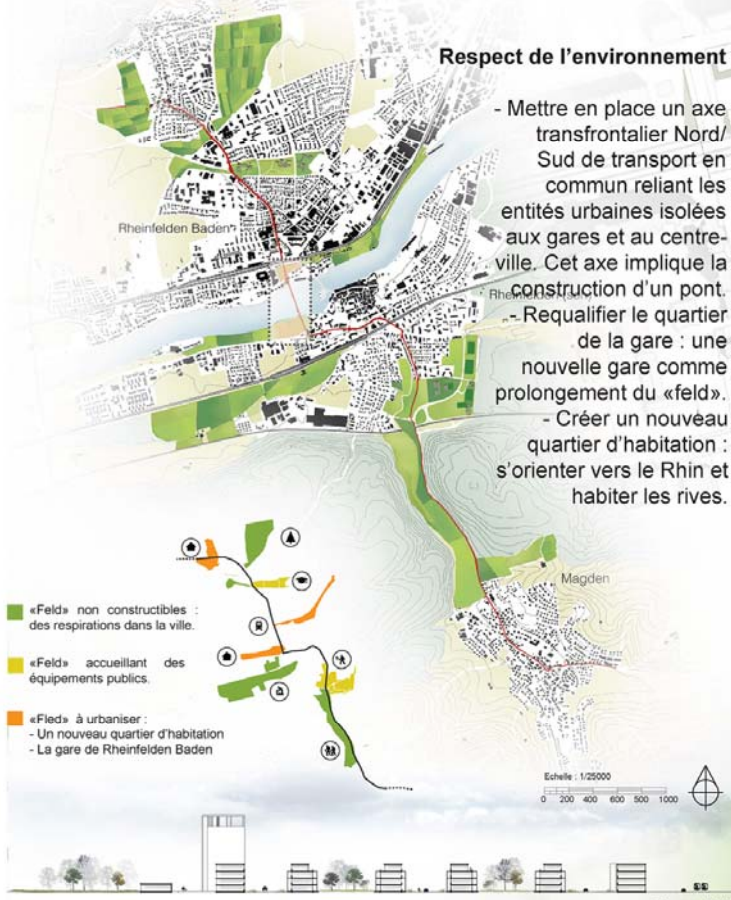 Respect de l’environnement
- Mettre en place un axe
transfrontalier Nord/
Sud de transport en
commun reliant les
entités urbaines isolées
aux gares et au centre-
ville. Cet axe implique la
construction d’un pont.
- Requalifier le quartier
de la gare : une
nouvelle gare comme
prolongement du «feld».
- Créer un nouveau
quartier d’habitation :
s’orienter vers le Rhin et
habiter les rives.
Rheinfelden Baden
Magden
«Feld» non constructibles :
des respirations dans la ville.
«Feld» accueillant des
équipements publics.
«Fled» à urbaniser :
- Un nouveau quartier d’habitation
- La gare de Rheinfelden Baden
Echelle : 1/25000
0 200 400 600 500 1000